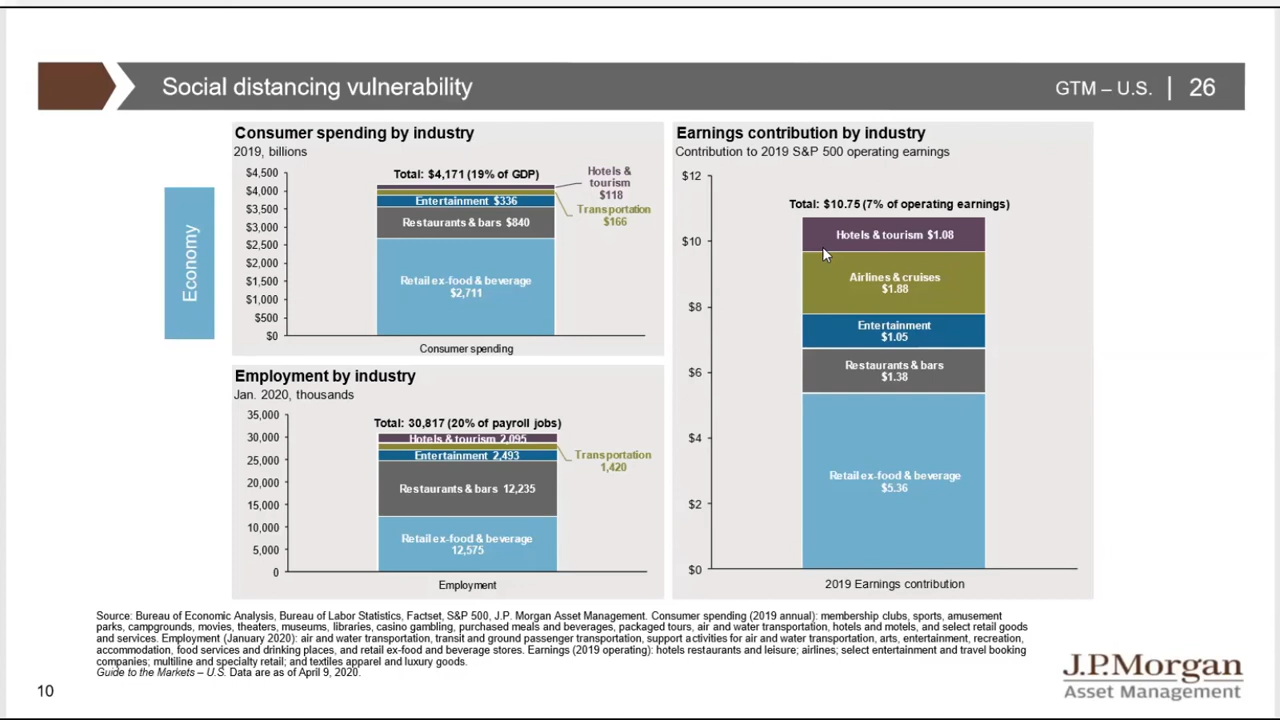 Social distancing vulnerability
GTM – U.S. | 26
Economy
Consumer spending by industry
2019, billions
$4,500
$4,000
$3,500
$3,000
$2,500
$2,000
$1,500
$1,000
$500
$0
Total: $4,171 (19% of GDP)
Hotels &
tourism
$118
Transportation
$166
Entertainment $336
Restaurants & bars $840
Retail ex-food & beverage
$2,711
Consumer spending
Employment by industry
Jan. 2020, thousands
35,000
30,000
25,000
20,000
15,000
10,000
5,000
0
Total: 30,817 (20% of payroll jobs)
Hotels & tourism 2,095
Transportation
1,420
Entertainment 2,493
Restaurants & bars 12,235
Retail ex-food & beverage
12,575
Employment
Earnings contribution by industry
Contribution to 2019 S&P 500 operating earnings
$12
$10
$8
$6
$4
$2
$0
Total: $10.75 (7% of operating earnings)
Hotels & tourism $1.08
Airlines & cruises
$1.88
Entertainment
$1.05
Restaurants & bars
$1.38
Retail ex-food & beverage
$5.36
2019 Earnings contribution
Source: Bureau of Economic Analysis, Bureau of Labor Statistics, Factset, S&P 500, J.P. Morgan Asset Management. Consumer spending (2019 annual): membership clubs, sports, amusement
parks, campgrounds, movies, theaters, museums, libraries, casino gambling, purchased meals and beverages, packaged tours, air and water transportation, hotels and motels, and select retail goods
and services. Employment (January 2020): air and water transportation, transit and ground passenger transportation, support activities for air and water transportation, arts, entertainment, recreation,
accommodation, food services and drinking places, and retail ex-food and beverage stores. Earnings (2019 operating): hotels restaurants and leisure; airlines; select entertainment and travel booking
companies; multiline and specialty retail; and textiles apparel and luxury goods.
Guide to the Markets – U.S. Data are as of April 9, 2020.
10
J.P.Morgan
Asset Management